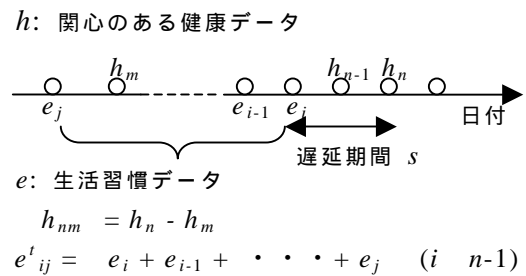 h: 関心のある健康データ
h_m h_{n-1} h_n
e_j e_{i-1} e_i 日付
遅延期間 s
e: 生活習慣データ
h_{nm} = h_n - h_m
e^t_{ij} = e_i + e_{i-1} + ・・・ + e_j (i n-1)